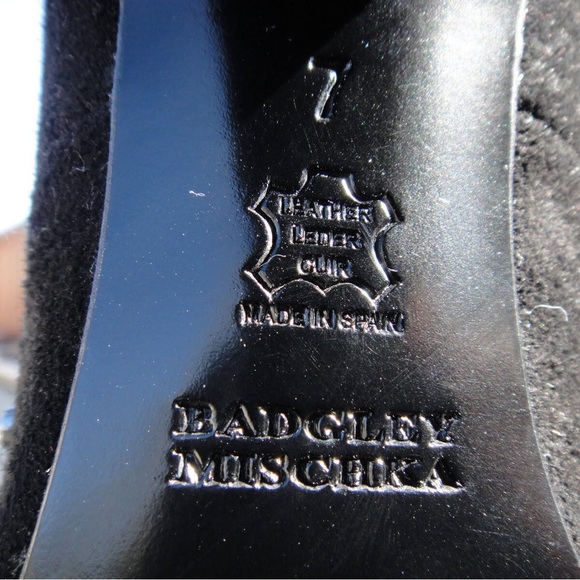 7
LEATHER
LEDER
CUIR
MADE IN SPAIN
BADGLEY
MISCHKA